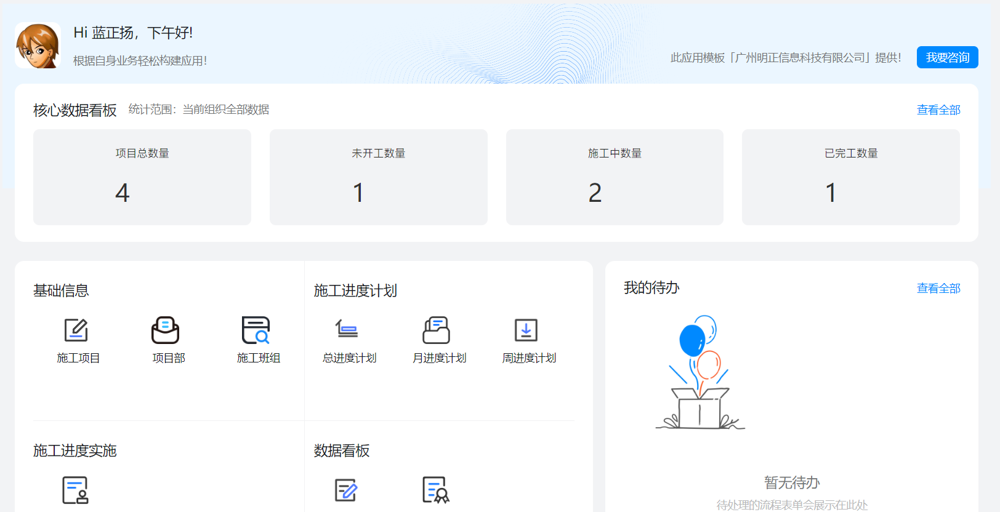 Hi 蓝正扬，下午好!
根据自身业务轻松构建应用!
此应用模板「广州明正信息科技有限公司」提供!
我要咨询
核心数据看板 统计范围：当前组织全部数据
查看全部
项目总数量
4
未开工数量
1
施工中数量
2
已完工数量
1
基础信息
施工项目
项目部
施工班组
施工进度计划
总进度计划
月进度计划
周进度计划
施工进度实施
数据看板
我的待办
查看全部
暂无待办
待处理的流程表单会展示在此处